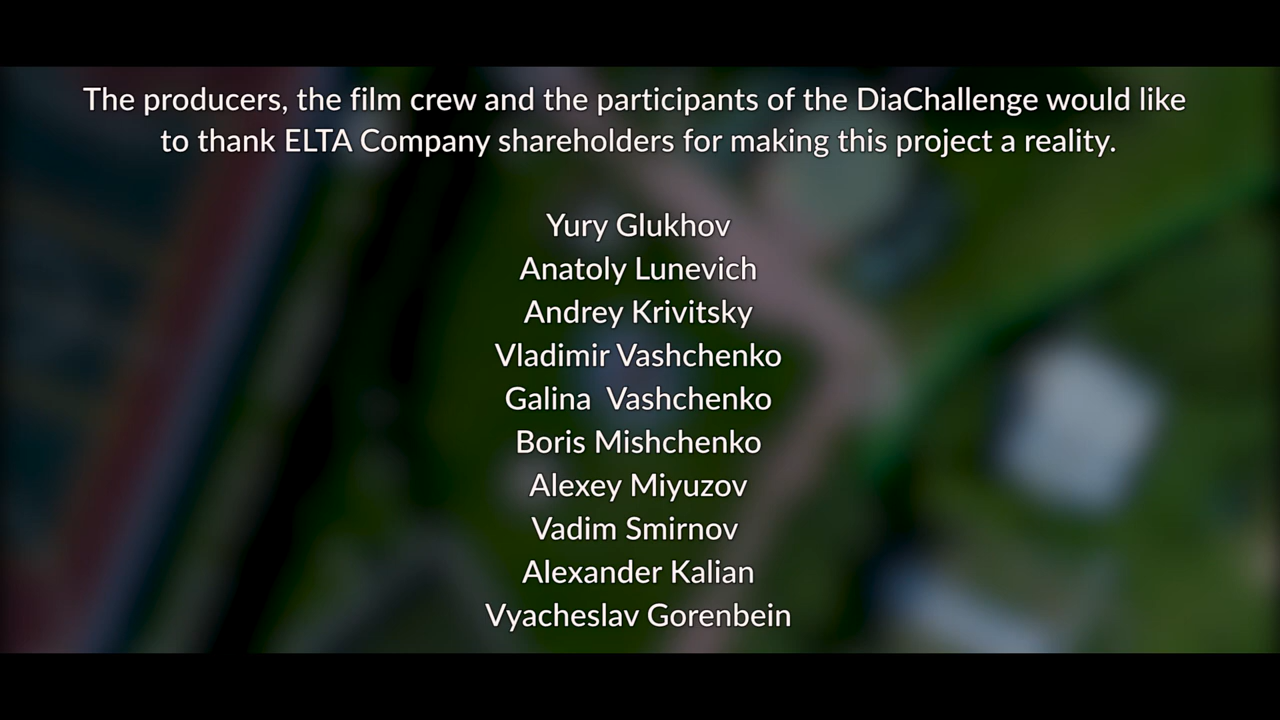 The producers, the film crew and the participants of the DiaChallenge would like
to thank ELTA Company shareholders for making this project a reality.
Yury Glukhov
Anatoly Lunevich
Andrey Krivitsky
Vladimir Vashchenko
Galina  Vashchenko
Boris Mishchenko
Alexey Miyuzov
Vadim Smirnov
Alexander Kalian
Vyacheslav Gorenbein